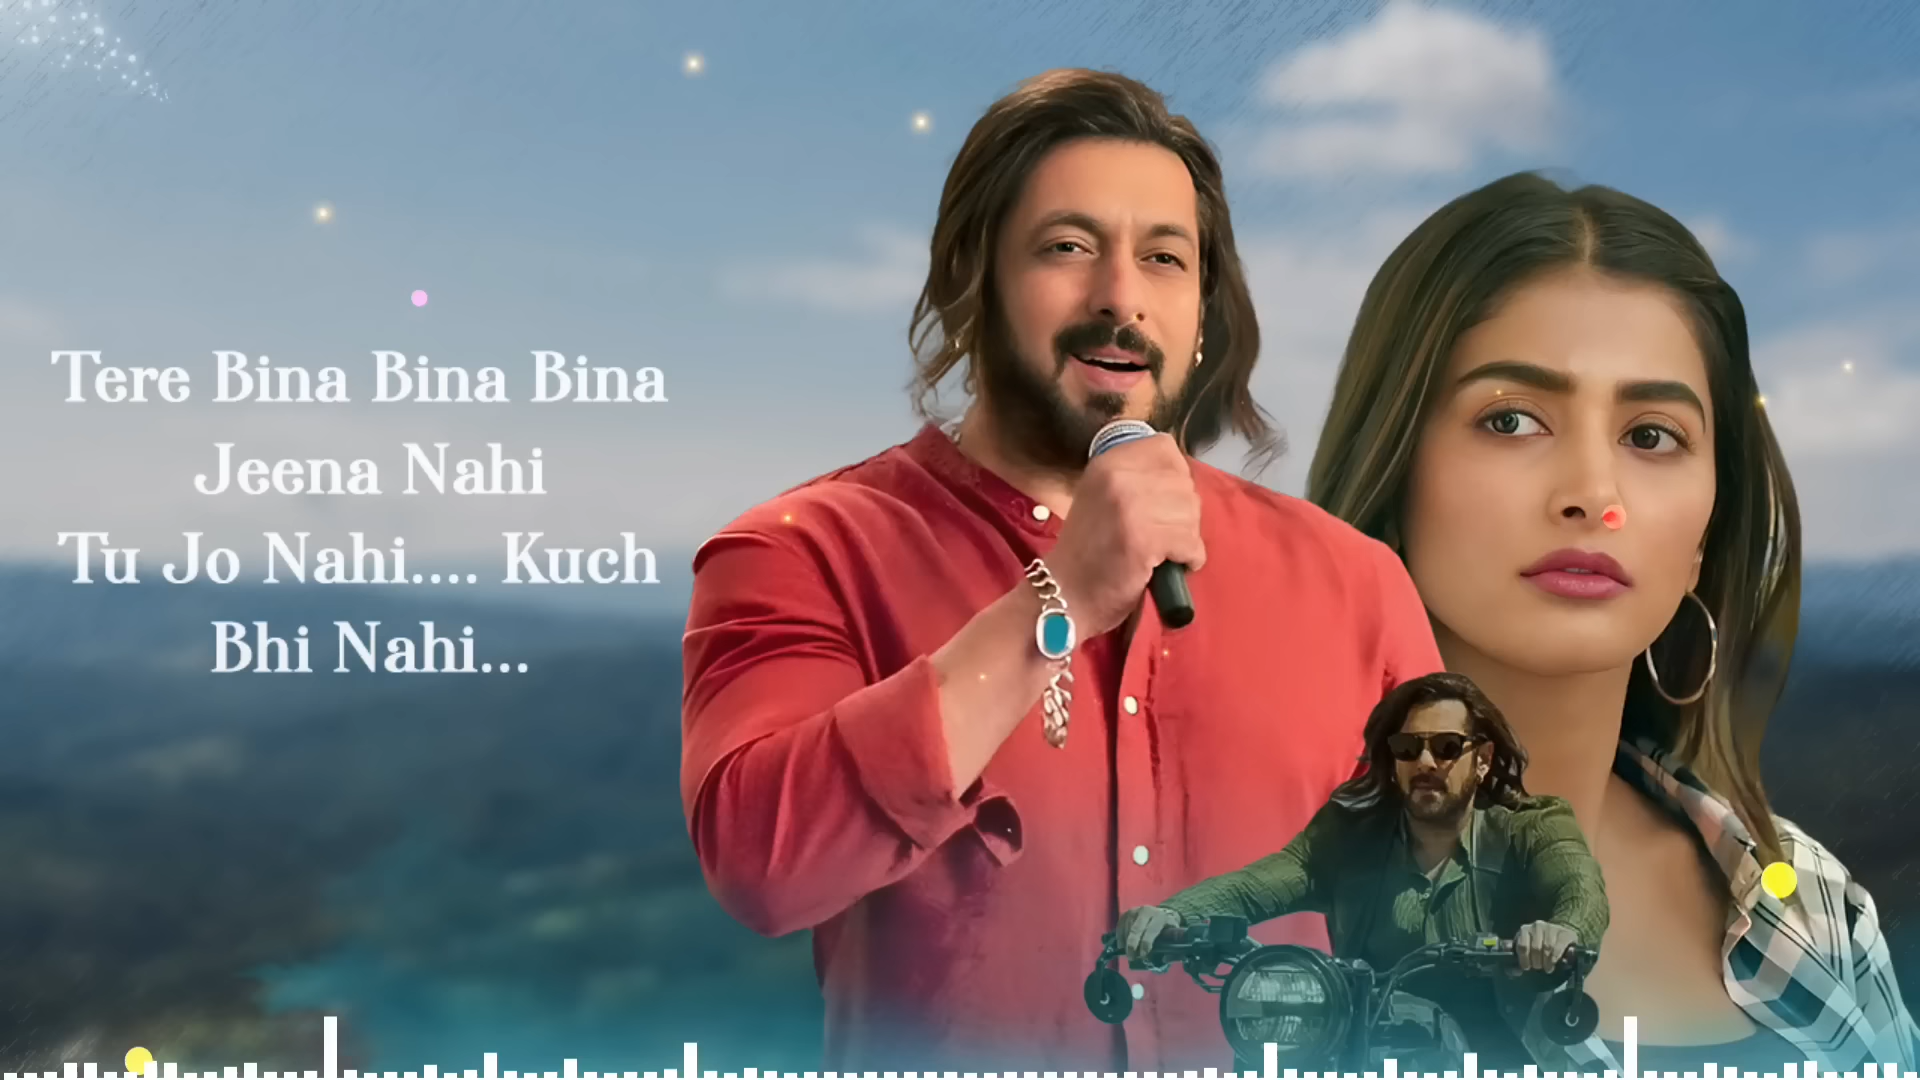 Tere Bina Bina Bina
Jeena Nahi
Tu Jo Nahi.... Kuch
Bhi Nahi...